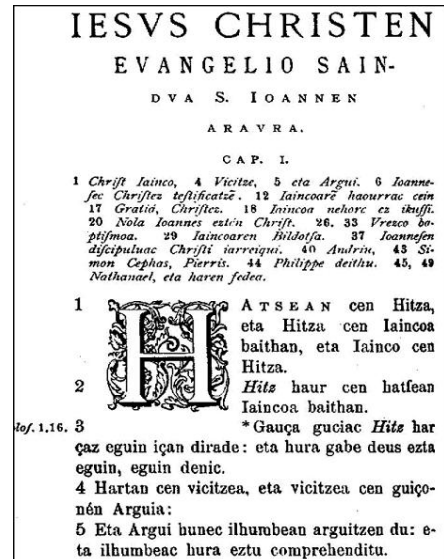 IESVS CHRISTEN
EVANGELIO SAIN-
DVA S. IOANNEN
ARAVRA.
CAP. I.
1 Chriſt Iainco, 4 Vicitze, 5 eta Argui. 6 Ioanne-
ſec Chriſtez teſtificatzē. 12 Iaincoarē haourrac cein
17 Gratiá, Chriſtez. 18 Iaincoa nehorc ez ikuſſi.
20 Nola Ioannes eztén Chriſt. 26. 33 Vrezco ba-
ptiſmoa. 29 Iaincoaren Bildotſa. 37 Ioanneſen
diſcipuluac Chriſti iarreiqui. 40 Andriu, 43 Si-
mon Cephas, Pierris. 44 Philippe deithu. 45, 49
Nathanael, eta haren fedea.
1 HATSEAN cen Hitza,
eta Hitza cen Iaincoa
baithan, eta Iainco cen
Hitza.
2 Hitz haur cen hatſean
Iaincoa baithan.
loſ. 1,16. 3 * Gauça guciac Hitz har
çaz eguin içan dirade: eta hura gabe deus ezta
eguin, eguin denic.
4 Hartan cen vicitzea, eta vicitzea cen guiço-
nén Arguia:
5 Eta Argui hunec ilhumbean arguitzen du: e-
ta ilhumbeac hura eztu comprehenditu.